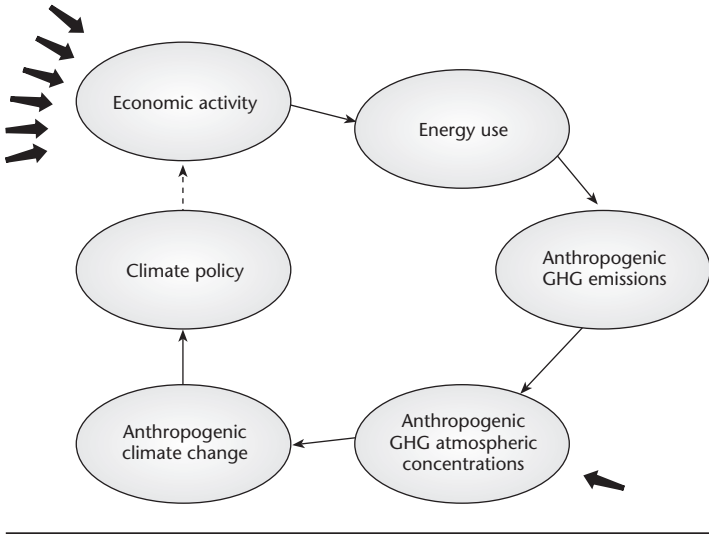 Economic activity
Energy use
Anthropogenic
GHG emissions
Anthropogenic
GHG atmospheric
concentrations
Anthropogenic
climate change
Climate policy